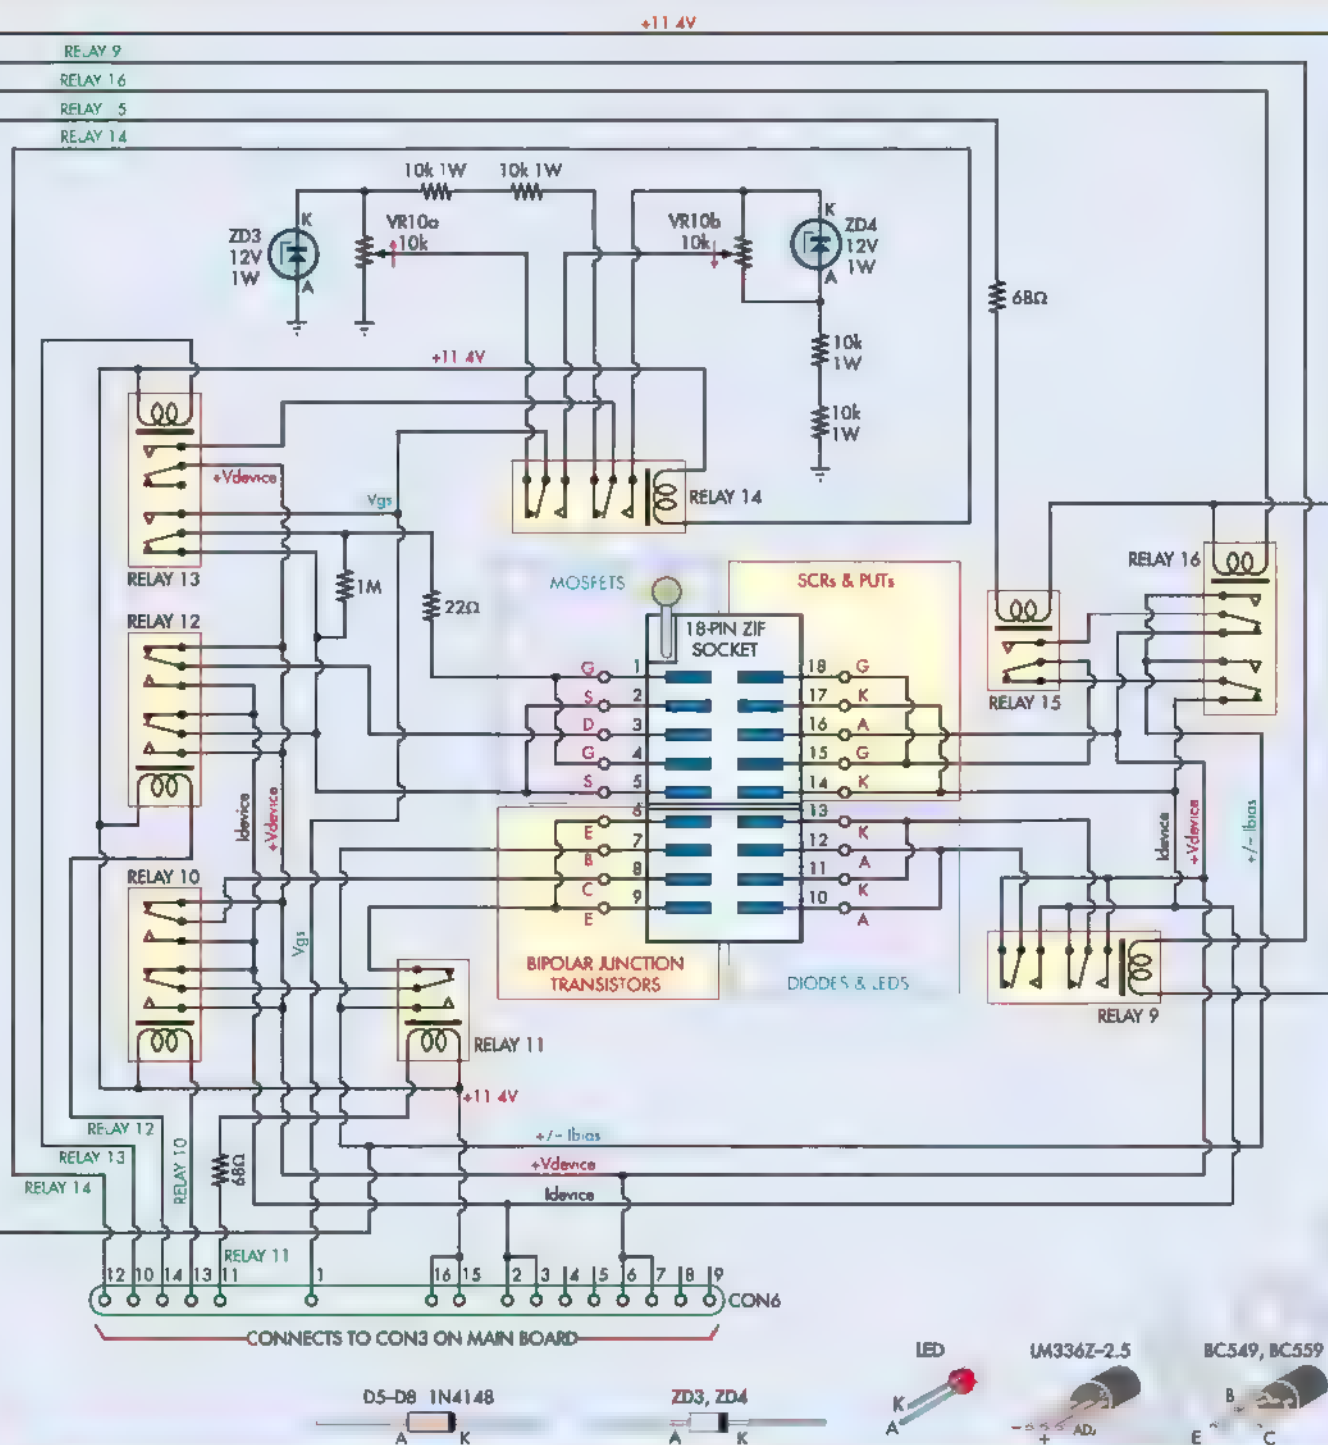 +11 4V
RELAY 9
RELAY 16
RELAY 5
RELAY 14
10k 1W
10k 1W
K
ZD3
12V
1W
A
VR10a
10k
VR10b
10k
K
ZD4
12V
1W
A
68Ω
10k
1W
10k
1W
+11 4V
+Vdevice
Vgs
RELAY 14
RELAY 13
1M
22Ω
MOSFETS
SCRs & PUTs
RELAY 16
RELAY 12
18-PIN ZIF
SOCKET
G 1
S 2
D 3
G 4
S 5
18 G
17 K
16 A
15 G
14 K
RELAY 15
6
E
7
B
8
C
9
E
13
K
12
A
11
K
10
A
Idevice
+Vdevice
Idevice
+Vdevice
+/- Ibias
RELAY 10
Vgs
BIPOLAR JUNCTION
TRANSISTORS
DIODES & LEDS
RELAY 9
RELAY 11
+11 4V
RELAY 12
RELAY 13
RELAY 14
RELAY 10
68Ω
+/- Ibias
+Vdevice
Idevice
RELAY 11
12 10 14 13 11 1 16 15 2 3 4 5 6 7 8 9
CON6
CONNECTS TO CON3 ON MAIN BOARD
D5–D8 1N4148
A K
ZD3, ZD4
A K
LED
K
A
LM336Z–2.5
– + ADJ
BC549, BC559
B
E C